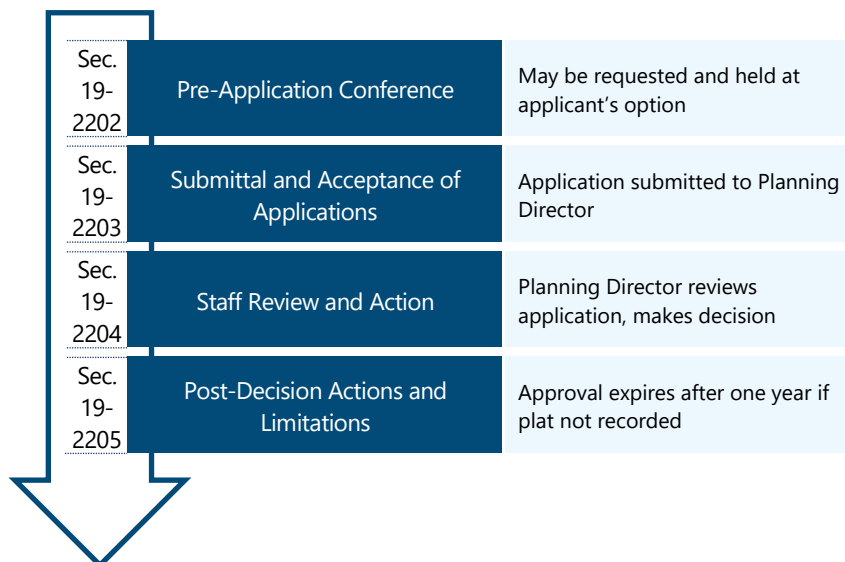 Sec.
19-
2202
Pre-Application Conference
May be requested and held at
applicant’s option
Sec.
19-
2203
Submittal and Acceptance of
Applications
Application submitted to Planning
Director
Sec.
19-
2204
Staff Review and Action
Planning Director reviews
application, makes decision
Sec.
19-
2205
Post-Decision Actions and
Limitations
Approval expires after one year if
plat not recorded